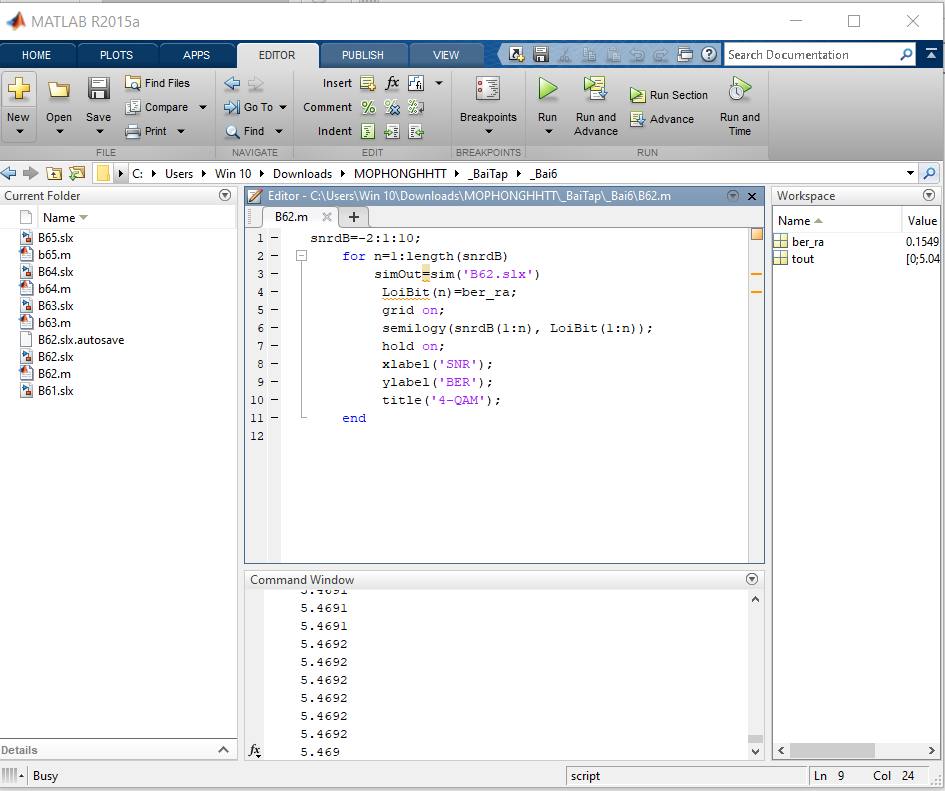 MATLAB R2015a
HOME PLOTS APPS EDITOR PUBLISH VIEW Search Documentation
New Open Save Find Files Compare Print
Go To Find
Insert fx
Comment
Indent
Breakpoints
Run Run and Advance Run Section Advance Run and Time
FILE NAVIGATE EDIT BREAKPOINTS RUN
C: Users Win 10 Downloads MOPHONGHHTT _BaiTap _Bai6
Current Folder
Name
B65.slx
b65.m
B64.slx
b64.m
B63.slx
b63.m
B62.slx.autosave
B62.slx
B62.m
B61.slx
Details
Editor - C:\Users\Win 10\Downloads\MOPHONGHHTT\_BaiTap\_Bai6\B62.m
B62.m
1 snrdB=-2:1:10;
2 for n=1:length(snrdB)
3 simOut=sim('B62.slx')
4 LoiBit(n)=ber_ra;
5 grid on;
6 semilogy(snrdB(1:n), LoiBit(1:n));
7 hold on;
8 xlabel('SNR');
9 ylabel('BER');
10 title('4-QAM');
11 end
12
Command Window
5.4691
5.4691
5.4691
5.4692
5.4692
5.4692
5.4692
5.4692
5.4692
fx 5.469
Workspace
Name Value
ber_ra 0.1549
tout [0;5.04
Busy script Ln 9 Col 24